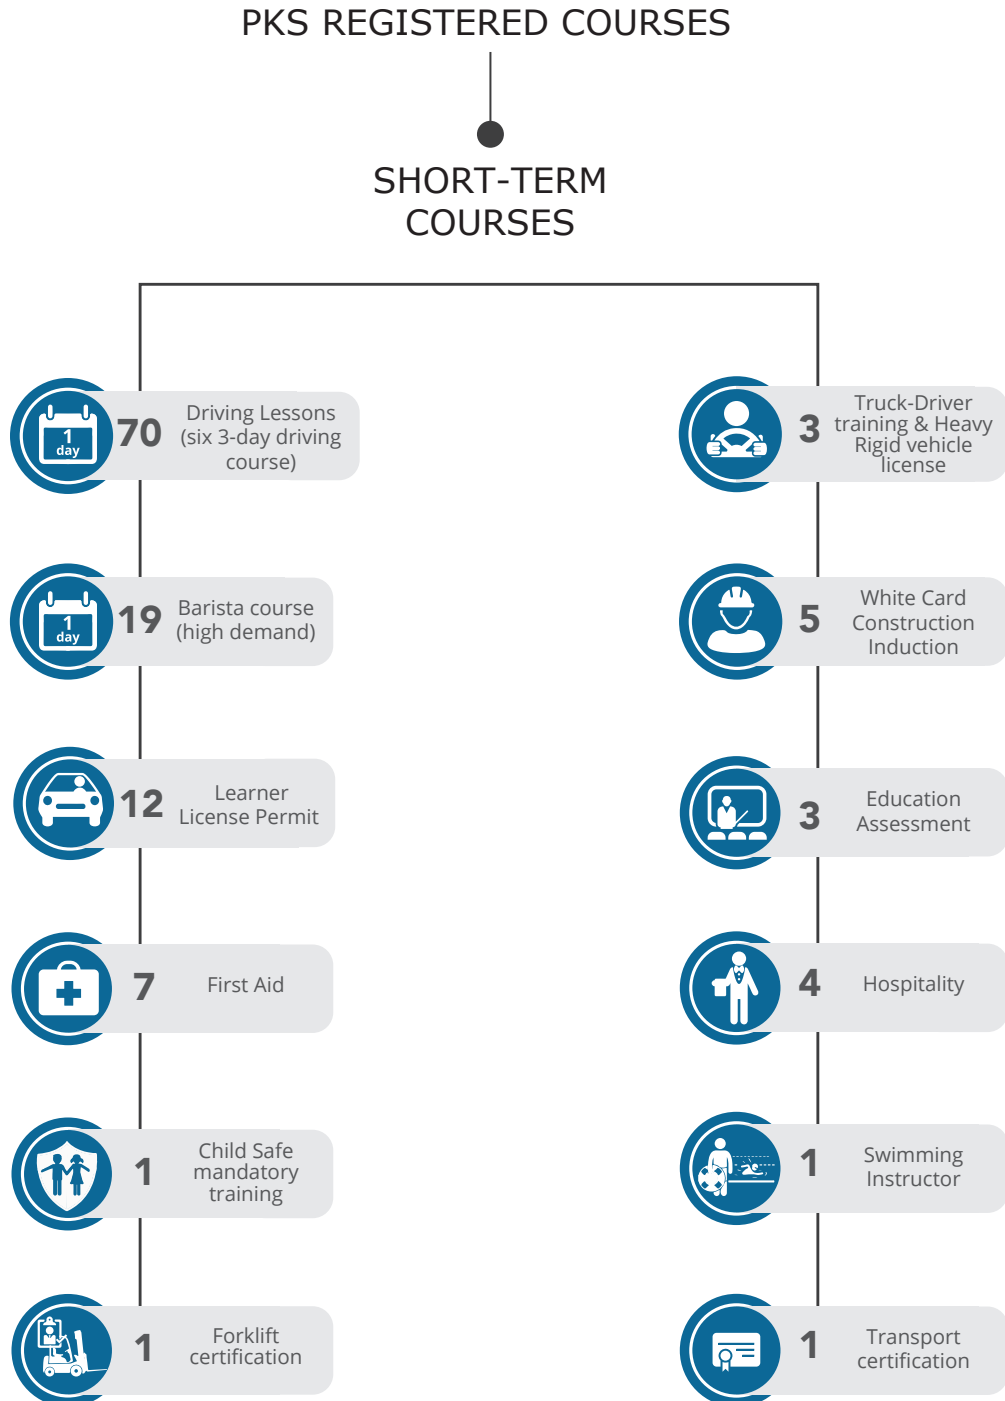 PKS REGISTERED COURSES
SHORT-TERM
COURSES
1
day
70
Driving Lessons
(six 3-day driving
course)
1
day
19
Barista course
(high demand)
12
Learner
License Permit
7
First Aid
1
Child Safe
mandatory
training
1
Forklift
certification
3
Truck-Driver
training & Heavy
Rigid vehicle
license
5
White Card
Construction
Induction
3
Education
Assessment
4
Hospitality
1
Swimming
Instructor
1
Transport
certification